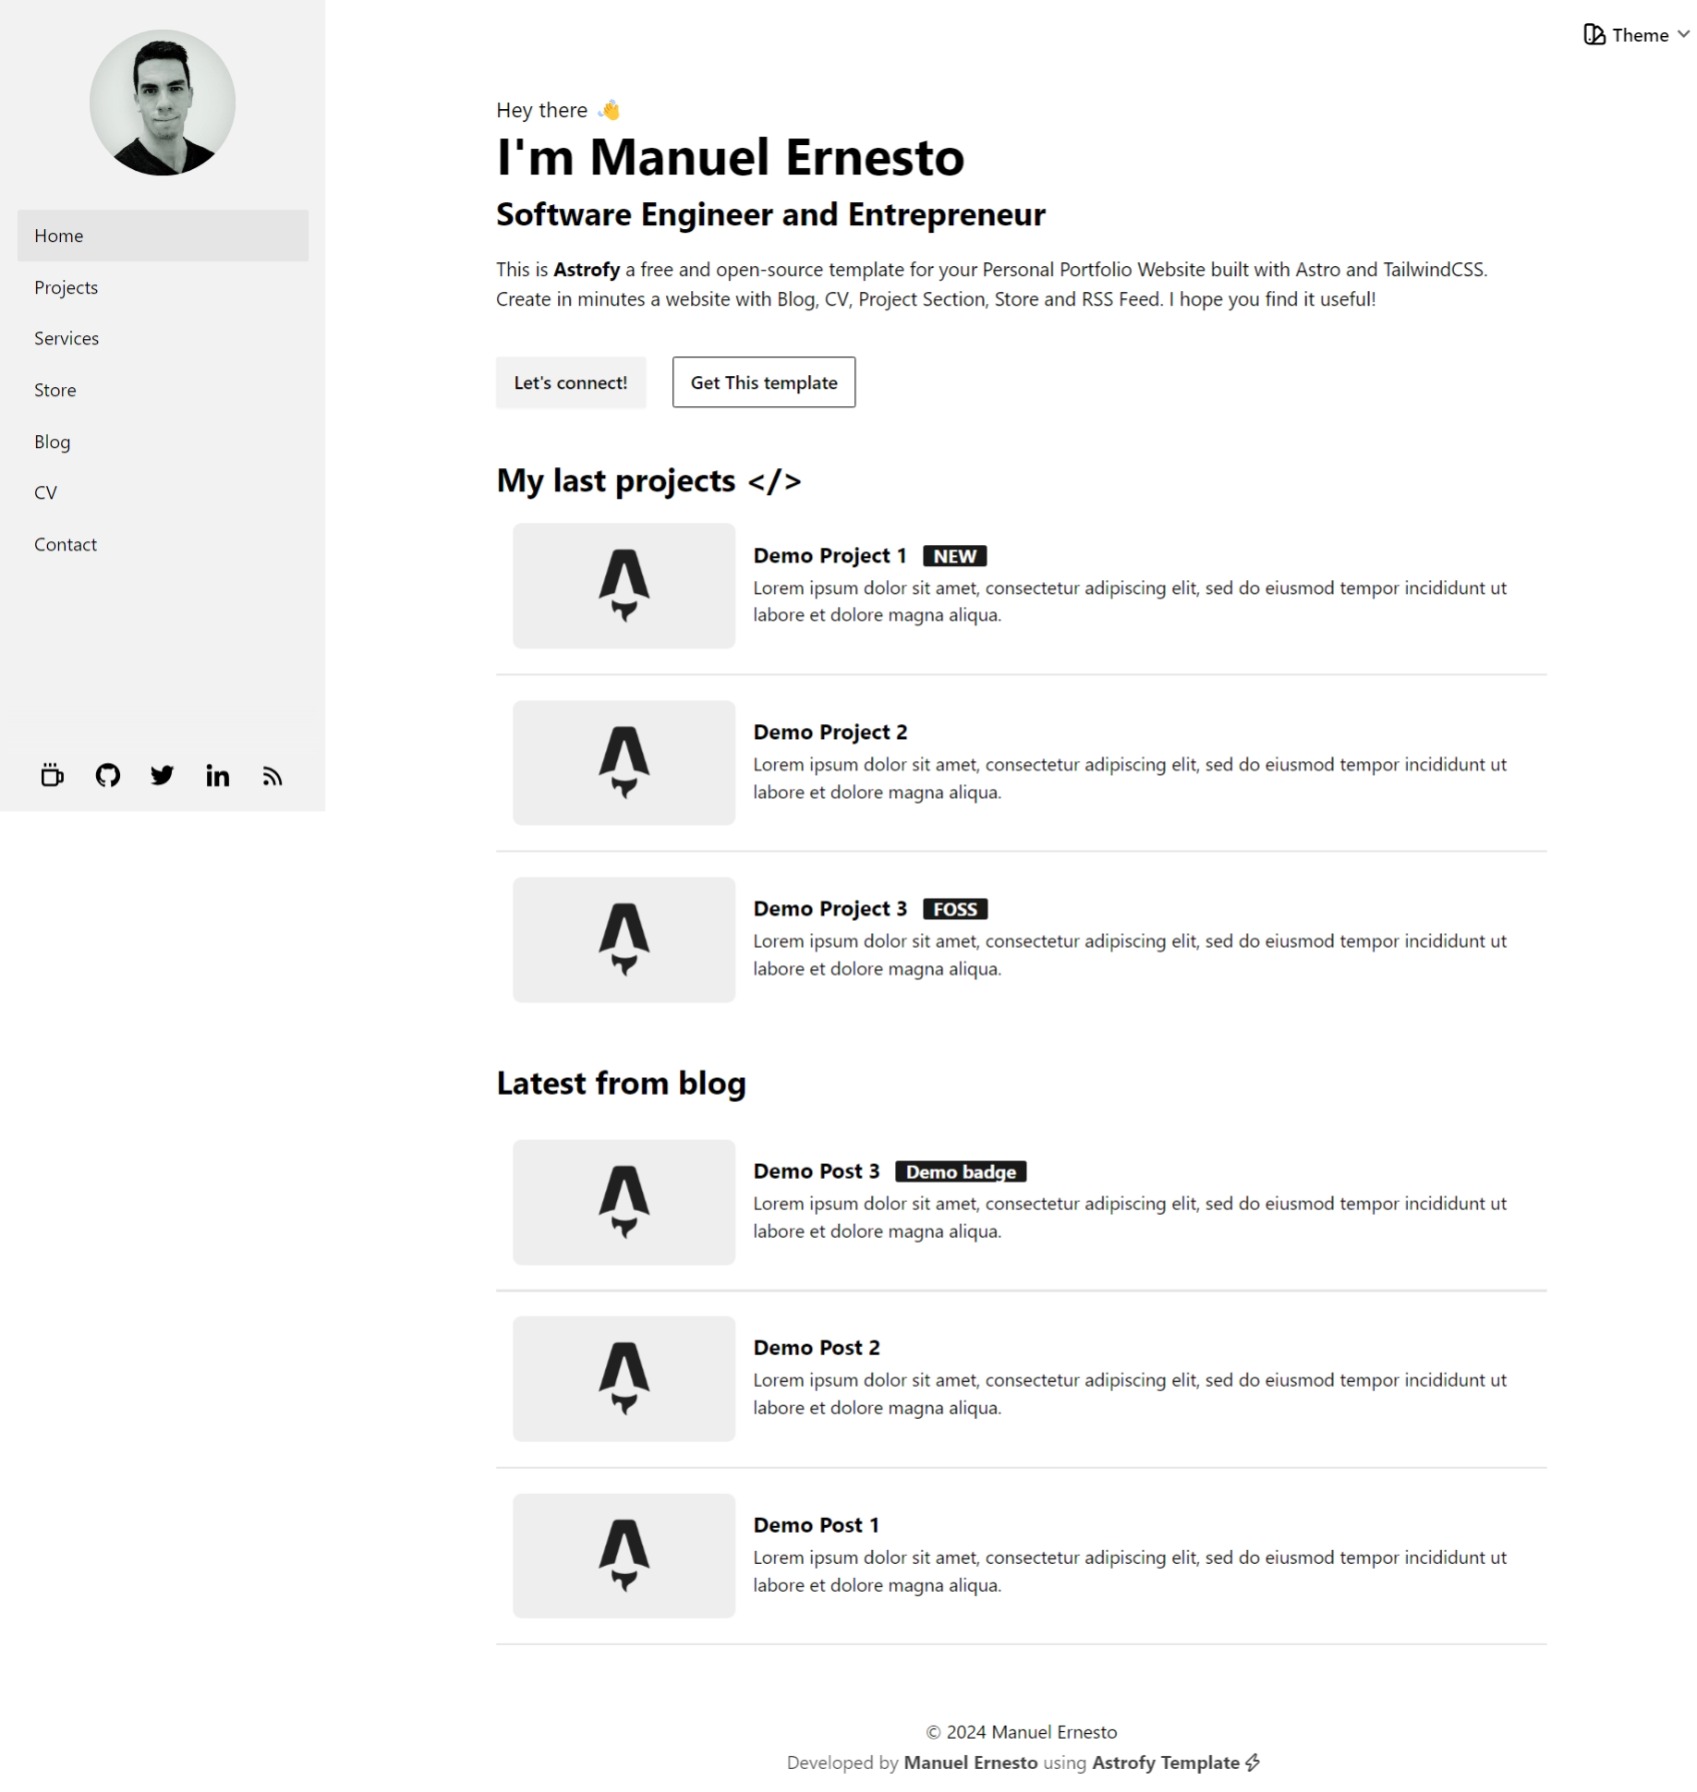 Theme
Home
Projects
Services
Store
Blog
CV
Contact
Hey there 👋
I'm Manuel Ernesto
Software Engineer and Entrepreneur
This is Astrofy a free and open-source template for your Personal Portfolio Website built with Astro and TailwindCSS.
Create in minutes a website with Blog, CV, Project Section, Store and RSS Feed. I hope you find it useful!
Let's connect!
Get This template
My last projects </>
Demo Project 1 NEW
Lorem ipsum dolor sit amet, consectetur adipiscing elit, sed do eiusmod tempor incididunt ut
labore et dolore magna aliqua.
Demo Project 2
Lorem ipsum dolor sit amet, consectetur adipiscing elit, sed do eiusmod tempor incididunt ut
labore et dolore magna aliqua.
Demo Project 3 FOSS
Lorem ipsum dolor sit amet, consectetur adipiscing elit, sed do eiusmod tempor incididunt ut
labore et dolore magna aliqua.
Latest from blog
Demo Post 3 Demo badge
Lorem ipsum dolor sit amet, consectetur adipiscing elit, sed do eiusmod tempor incididunt ut
labore et dolore magna aliqua.
Demo Post 2
Lorem ipsum dolor sit amet, consectetur adipiscing elit, sed do eiusmod tempor incididunt ut
labore et dolore magna aliqua.
Demo Post 1
Lorem ipsum dolor sit amet, consectetur adipiscing elit, sed do eiusmod tempor incididunt ut
labore et dolore magna aliqua.
© 2024 Manuel Ernesto
Developed by Manuel Ernesto using Astrofy Template